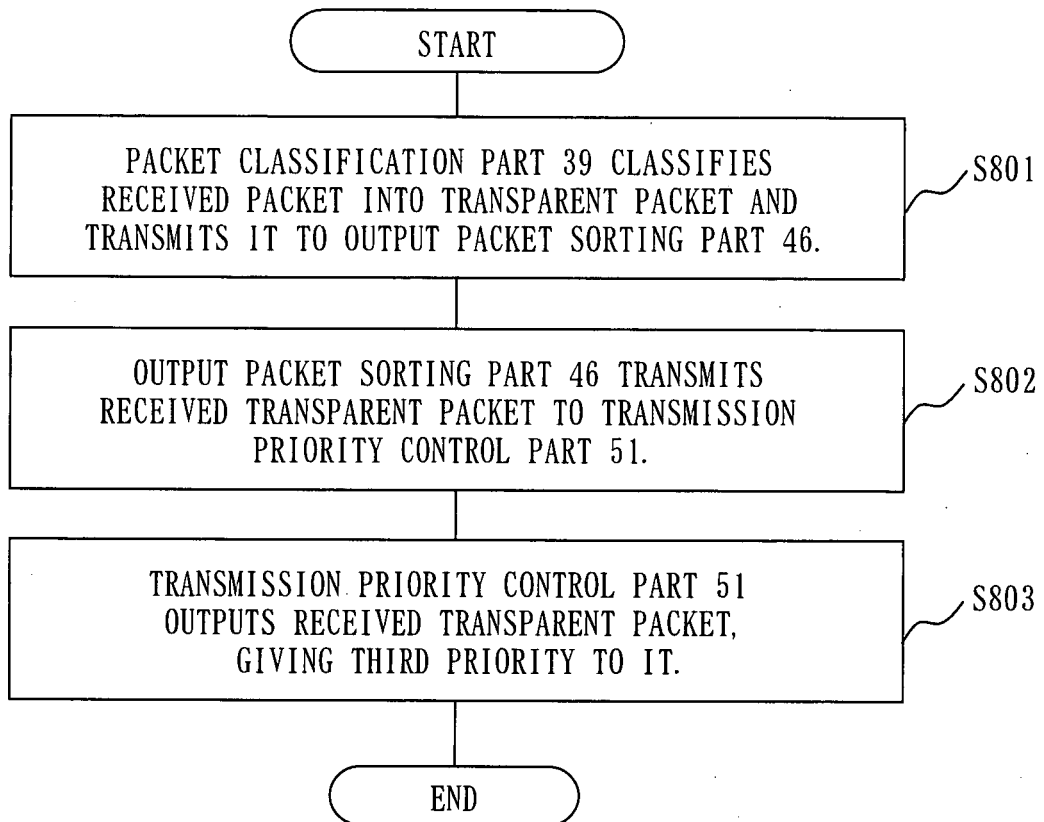 START
PACKET CLASSIFICATION PART 39 CLASSIFIES
RECEIVED PACKET INTO TRANSPARENT PACKET AND
TRANSMITS IT TO OUTPUT PACKET SORTING PART 46.
S801
OUTPUT PACKET SORTING PART 46 TRANSMITS
RECEIVED TRANSPARENT PACKET TO TRANSMISSION
PRIORITY CONTROL PART 51.
S802
TRANSMISSION PRIORITY CONTROL PART 51
OUTPUTS RECEIVED TRANSPARENT PACKET,
GIVING THIRD PRIORITY TO IT.
S803
END